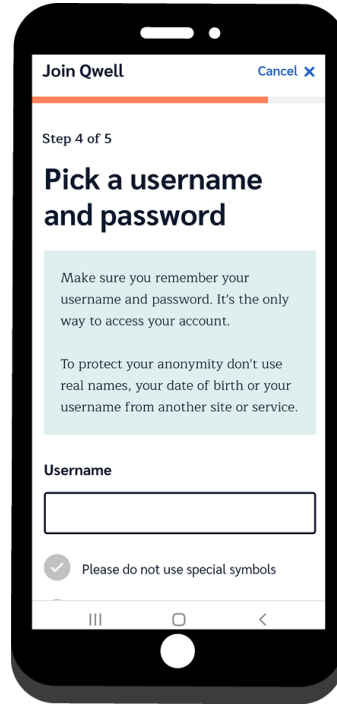 Join Qwell
Cancel ×
Step 4 of 5
Pick a username
and password
Make sure you remember your
username and password. It's the only
way to access your account.
To protect your anonymity don't use
real names, your date of birth or your
username from another site or service.
Username
Please do not use special symbols